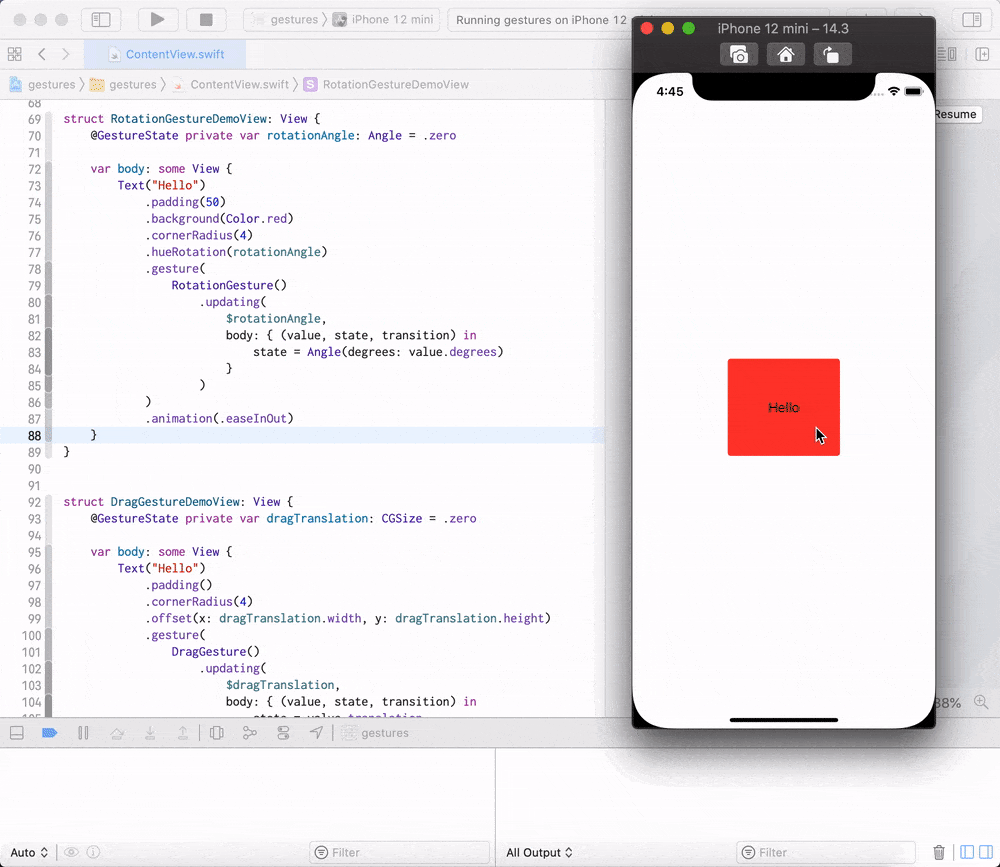 gestures 〉 iPhone 12 mini
Running gestures on iPhone 12
iPhone 12 mini – 14.3
ContentView.swift
gestures 〉 gestures 〉 ContentView.swift 〉 S RotationGestureDemoView
4:45
Resume
68
69 struct RotationGestureDemoView: View {
70 @GestureState private var rotationAngle: Angle = .zero
71
72 var body: some View {
73 Text("Hello")
74 .padding(50)
75 .background(Color.red)
76 .cornerRadius(4)
77 .hueRotation(rotationAngle)
78 .gesture(
79 RotationGesture()
80 .updating(
81 $rotationAngle,
82 body: { (value, state, transition) in
83 state = Angle(degrees: value.degrees)
84 }
85 )
86 )
87 .animation(.easeInOut)
88 }
89 }
90
91
92 struct DragGestureDemoView: View {
93 @GestureState private var dragTranslation: CGSize = .zero
94
95 var body: some View {
96 Text("Hello")
97 .padding()
98 .cornerRadius(4)
99 .offset(x: dragTranslation.width, y: dragTranslation.height)
100 .gesture(
101 DragGesture()
102 .updating(
103 $dragTranslation,
104 body: { (value, state, transition) in
105 state = value.translation
Hello
38%
gestures
Auto
Filter
All Output
Filter